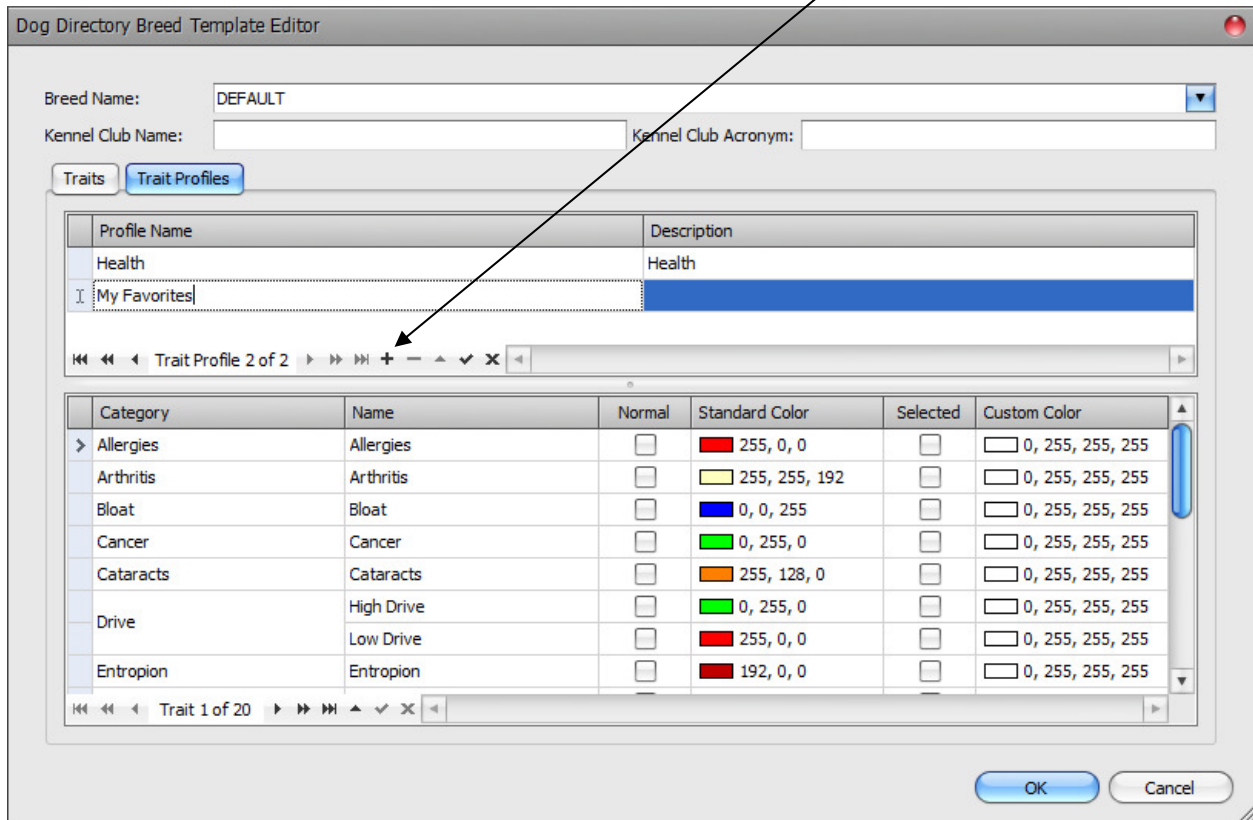 Dog Directory Breed Template Editor
Breed Name: DEFAULT
Kennel Club Name: Kennel Club Acronym:
Traits Trait Profiles
Profile Name Description
Health Health
My Favorites
Trait Profile 2 of 2
Category Name Normal Standard Color Selected Custom Color
Allergies Allergies 255, 0, 0 0, 255, 255, 255
Arthritis Arthritis 255, 255, 192 0, 255, 255, 255
Bloat Bloat 0, 0, 255 0, 255, 255, 255
Cancer Cancer 0, 255, 0 0, 255, 255, 255
Cataracts Cataracts 255, 128, 0 0, 255, 255, 255
Drive High Drive 0, 255, 0 0, 255, 255, 255
Low Drive 255, 0, 0 0, 255, 255, 255
Entropion Entropion 192, 0, 0 0, 255, 255, 255
Trait 1 of 20
OK Cancel